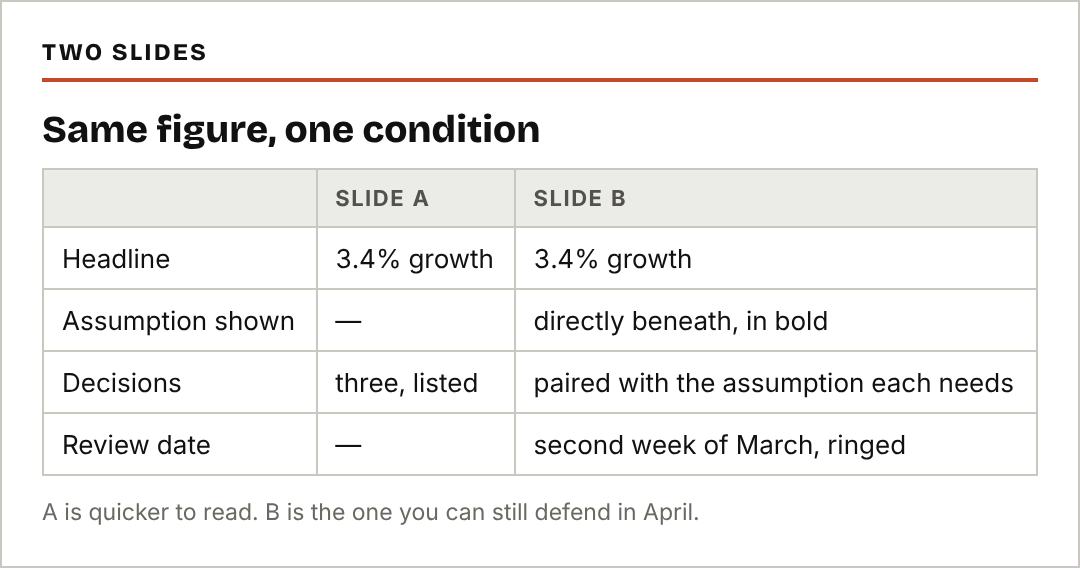 TWO SLIDES
Same figure, one condition
SLIDE A SLIDE B
Headline 3.4% growth 3.4% growth
Assumption shown — directly beneath, in bold
Decisions three, listed paired with the assumption each needs
Review date — second week of March, ringed
A is quicker to read. B is the one you can still defend in April.